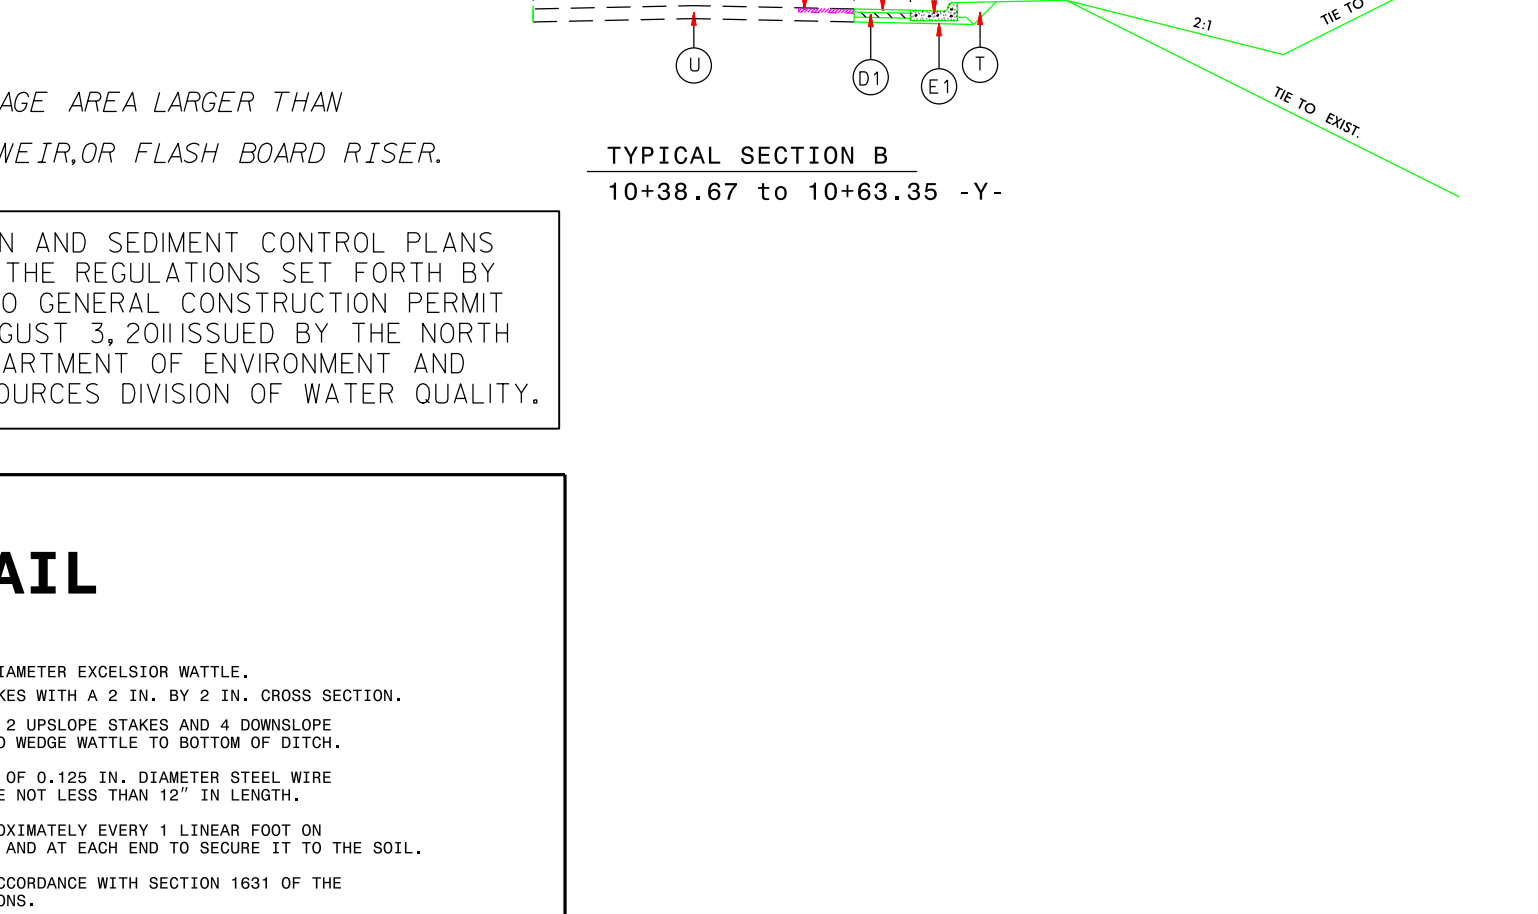 TIE TO
2:1
U
D1
E1
T
TIE TO EXIST.
AGE AREA LARGER THAN
WEIR, OR FLASH BOARD RISER.
TYPICAL SECTION B
10+38.67 to 10+63.35 -Y-
N AND SEDIMENT CONTROL PLANS
THE REGULATIONS SET FORTH BY
O GENERAL CONSTRUCTION PERMIT
GUST 3, 2011 ISSUED BY THE NORTH
ARTMENT OF ENVIRONMENT AND
OURCES DIVISION OF WATER QUALITY.
AIL
IAMETER EXCELSIOR WATTLE.
KES WITH A 2 IN. BY 2 IN. CROSS SECTION.
2 UPSLOPE STAKES AND 4 DOWNSLOPE
O WEDGE WATTLE TO BOTTOM OF DITCH.
OF 0.125 IN. DIAMETER STEEL WIRE
E NOT LESS THAN 12" IN LENGTH.
OXIMATELY EVERY 1 LINEAR FOOT ON
AND AT EACH END TO SECURE IT TO THE SOIL.
CCORDANCE WITH SECTION 1631 OF THE
ONS.